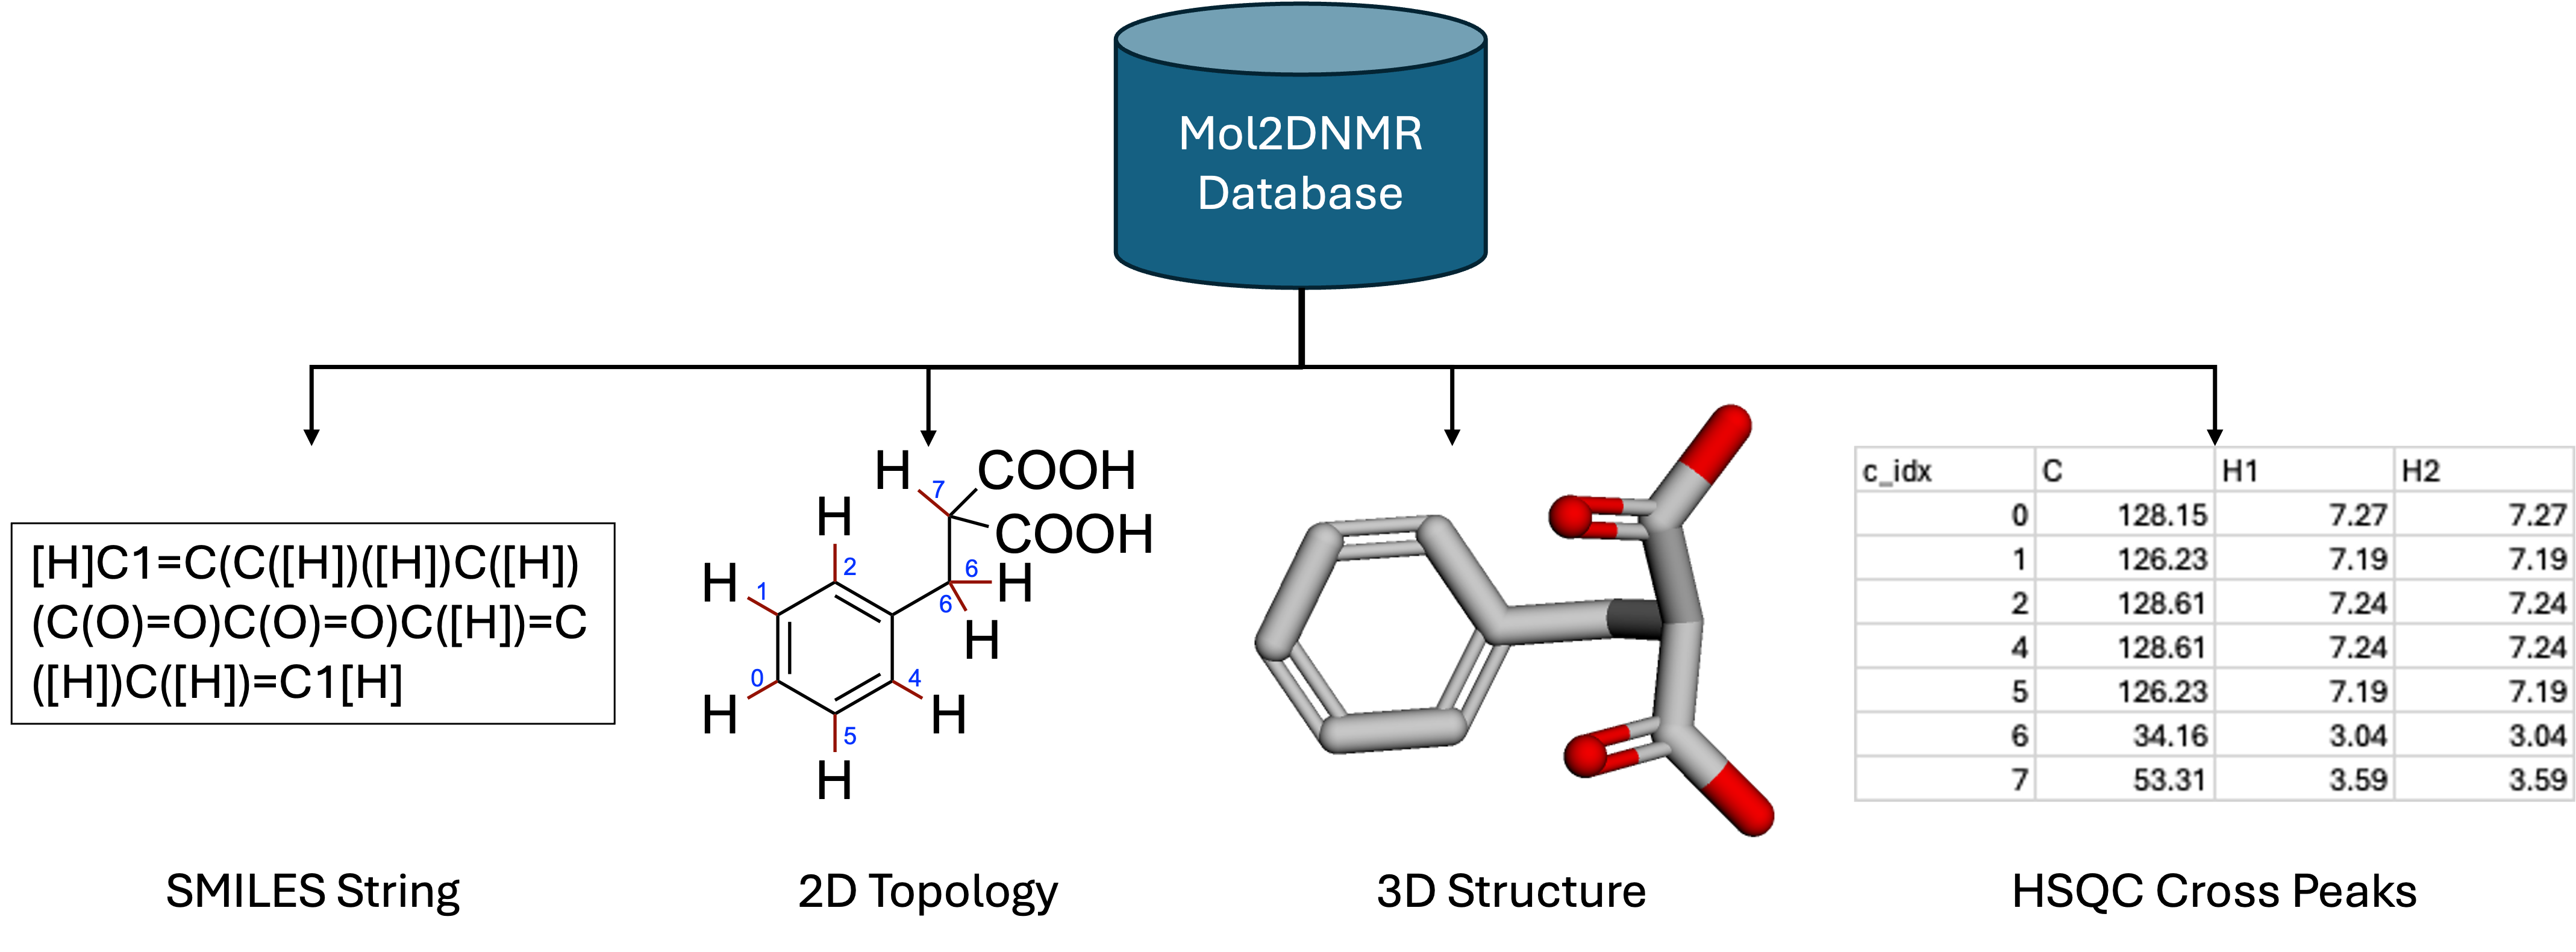 Mol2DNMR
Database
[H]C1=C(C([H])([H])C([H])
(C(O)=O)C(O)=O)C([H])=C
([H])C([H])=C1[H]
SMILES String
H
7
COOH
COOH
H
2
H
1
6
H
6
H
0
H
4
H
5
H
2D Topology
3D Structure
c_idx C H1 H2
0 128.15 7.27 7.27
1 126.23 7.19 7.19
2 128.61 7.24 7.24
4 128.61 7.24 7.24
5 126.23 7.19 7.19
6 34.16 3.04 3.04
7 53.31 3.59 3.59
HSQC Cross Peaks